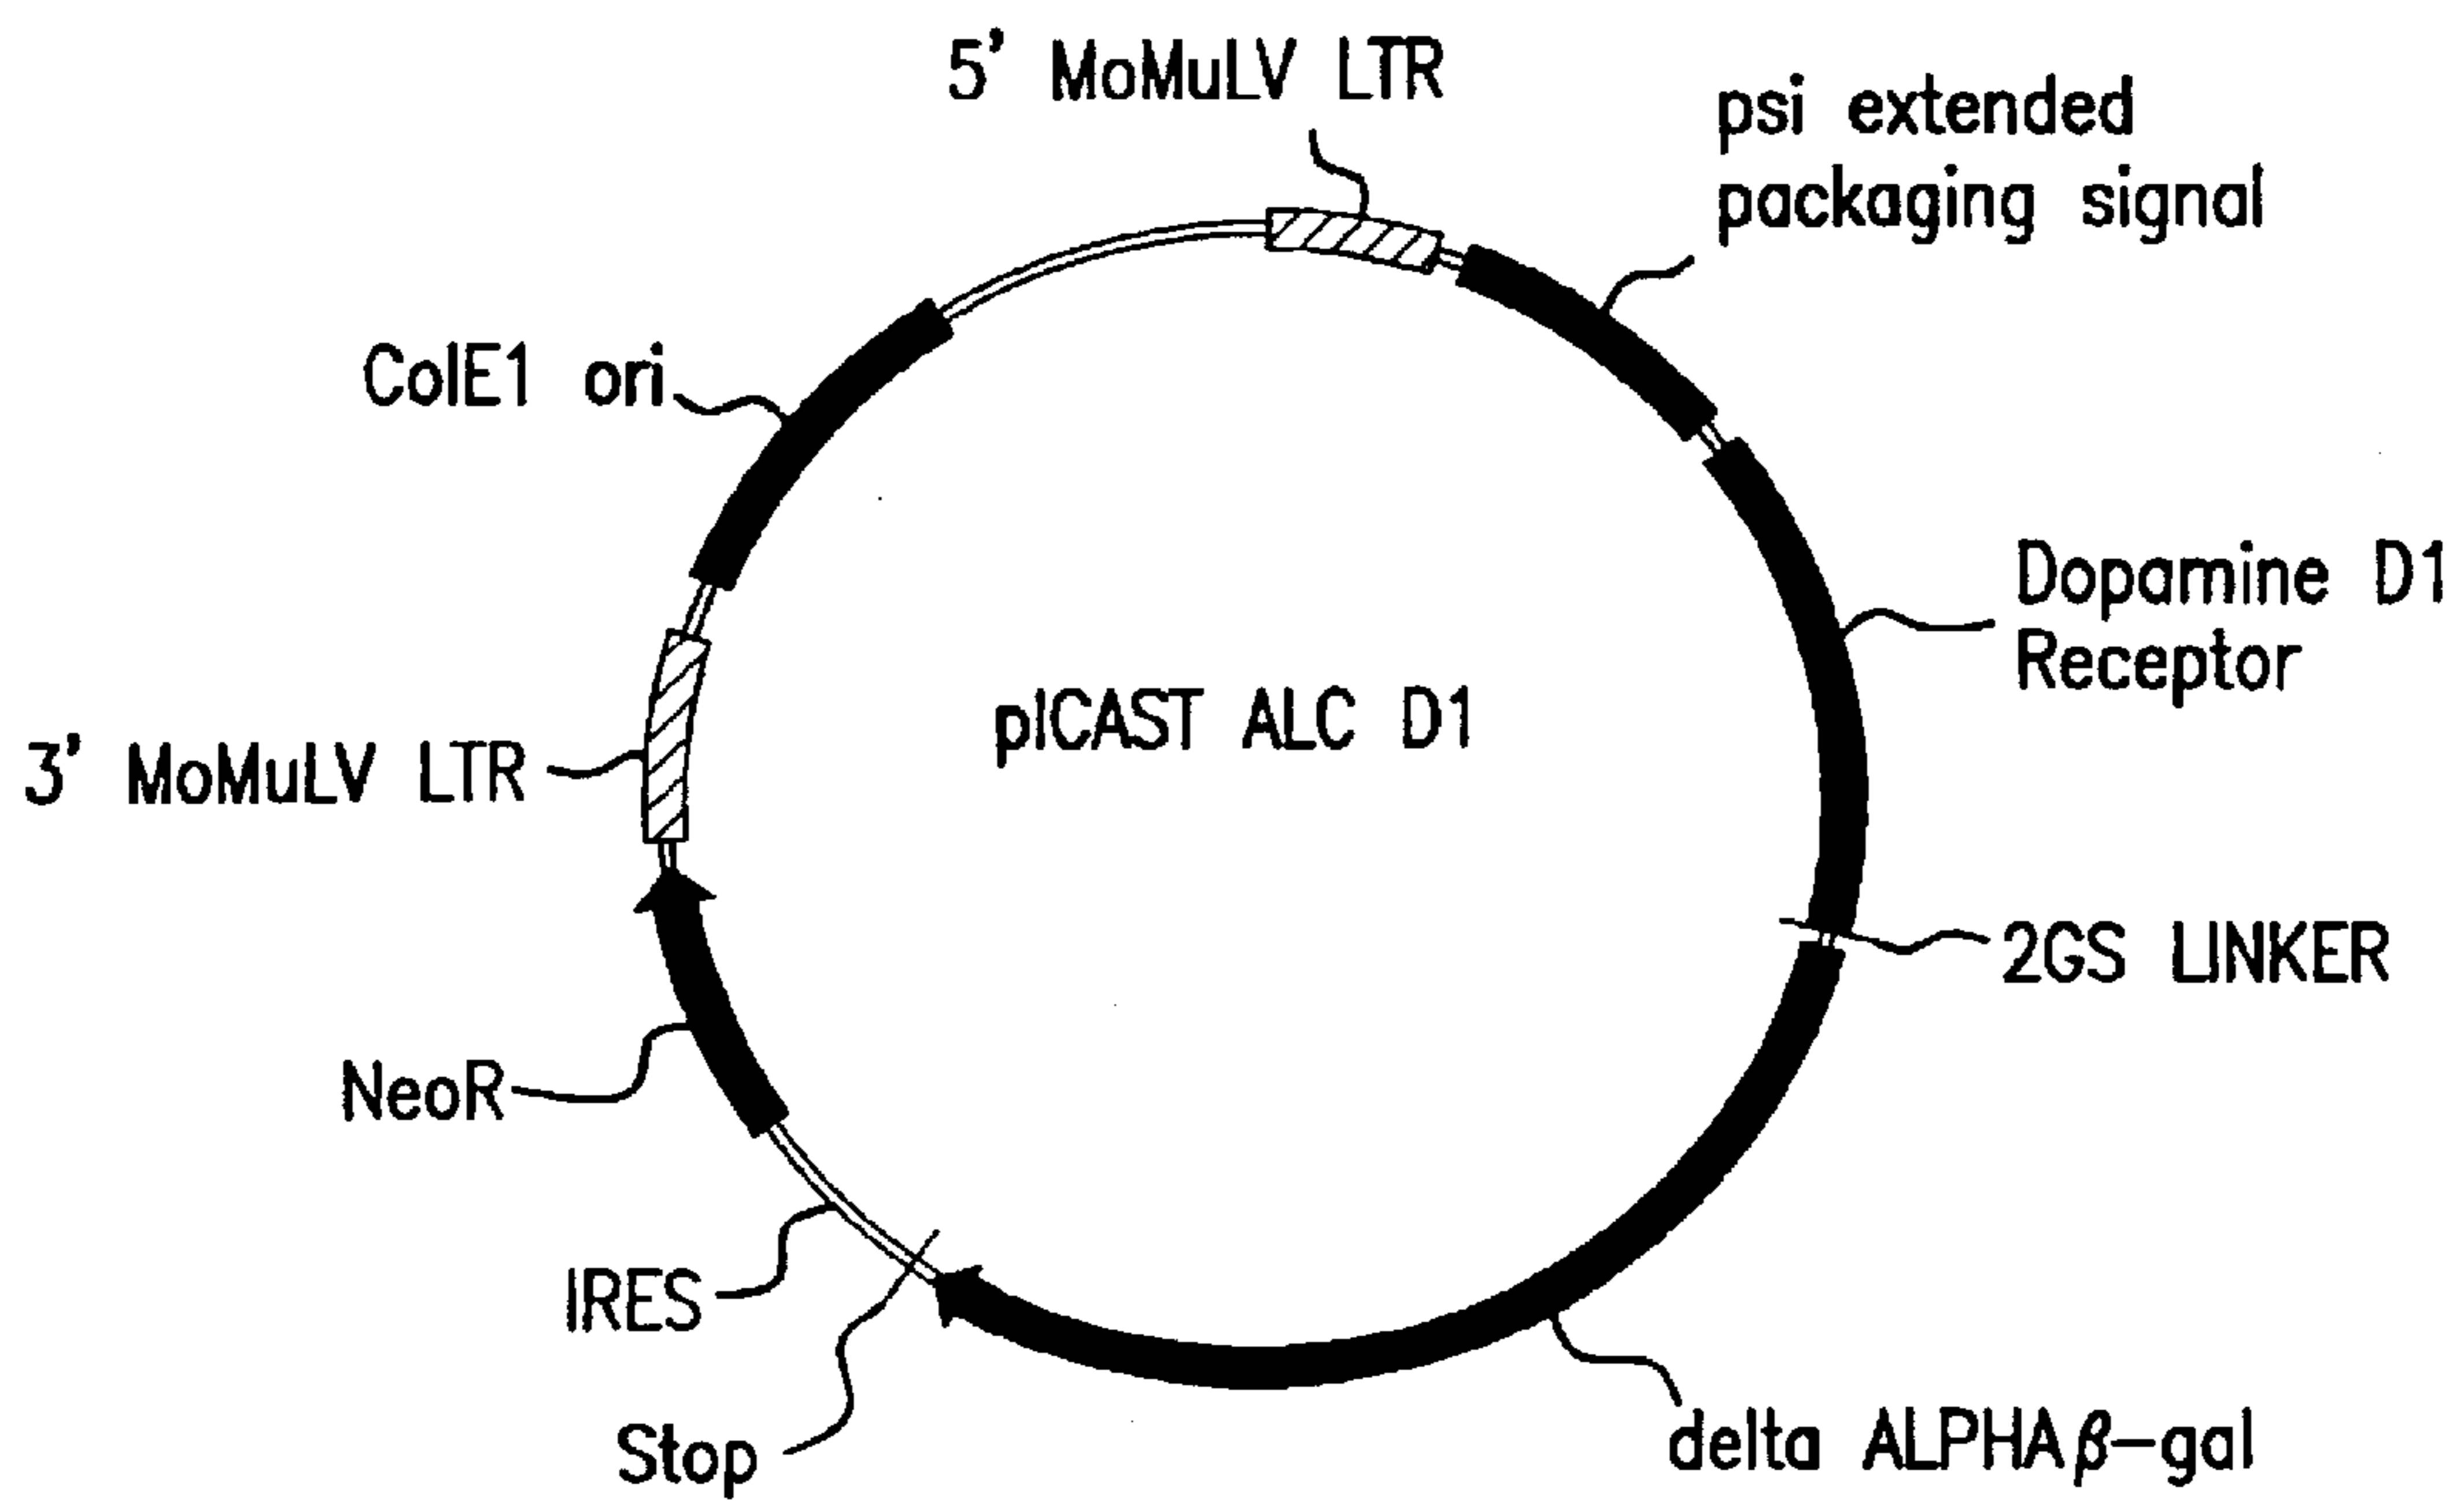 5' MoMuLV LTR
psi extended
packaging signal
ColE1 ori
Dopamine D1
Receptor
pICAST ALC D1
3' MoMuLV LTR
2GS LINKER
NeoR
IRES
Stop
delta ALPHA β-gal